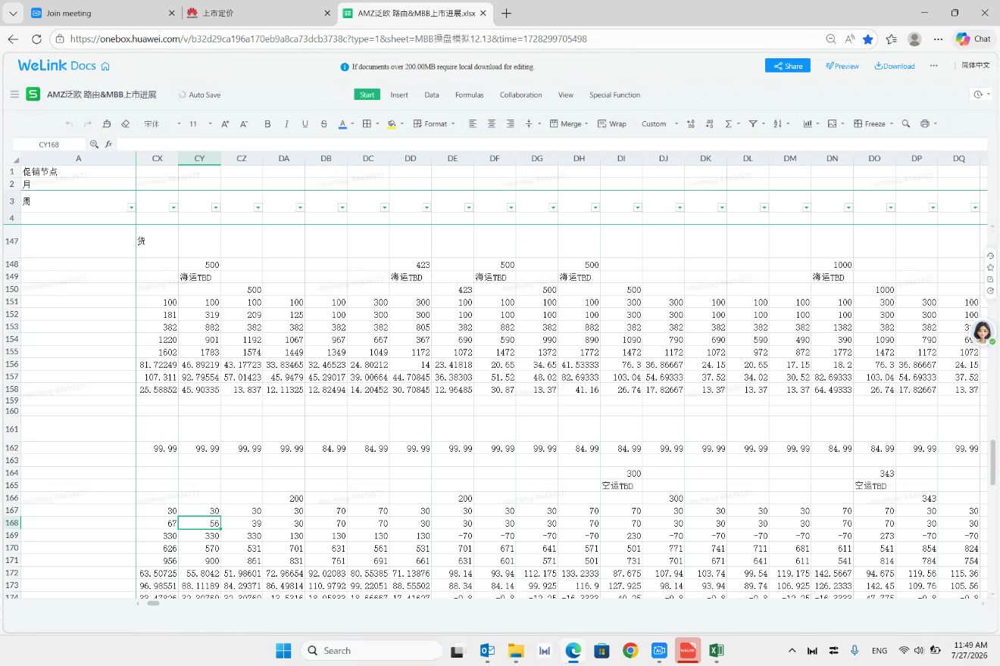 Join meeting
上市定价
AMZ泛欧 路由&MBB上市进展.xlsx
https://onebox.huawei.com/v/b32d29ca196a170eb9a8ca73dcb3738c?type=1&sheet=MBB操盘模拟12.13&time=1728299705498
Chat
WeLink Docs
If documents over 200.00MB require local download for editing.
Share Preview Download 简体中文
AMZ泛欧 路由&MBB上市进展 Auto Save
Start Insert Data Formulas Collaboration View Special Function
宋体 11 Format Merge Wrap Custom Freeze
CY168 fx
A CX CY CZ DA DB DC DD DE DF DG DH DI DJ DK DL DM DN DO DP DQ
1 促销节点
2 月
3 周
4
147 货
148 500 423 500 500 1000
149 海运TBD 海运TBD 海运TBD 海运TBD 海运TBD
150 500 423 500 500 1000
151 100 100 100 100 100 300 300 100 100 100 100 300 300 100 100 100 100 300 300 100
152 181 319 209 125 100 300 300 100 100 100 100 300 300 100 100 100 100 300 300 100
153 382 882 382 382 382 382 805 382 882 382 882 382 382 382 382 382 1382 382 382
154 1220 901 1192 1067 967 667 367 690 590 990 890 1090 790 690 590 490 390 1090 790
155 1602 1783 1574 1449 1349 1049 1172 1072 1472 1372 1772 1472 1172 1072 972 872 1772 1472 1172 1072
156 81.72249 46.89219 43.17723 33.83465 32.46523 24.80212 14 23.41818 20.65 34.65 41.53333 76.3 36.86667 24.15 20.65 17.15 18.2 76.3 36.86667 24.15
157 107.311 92.79554 57.01423 45.9479 45.29017 39.00664 44.70845 36.38303 51.52 48.02 82.69333 103.04 54.69333 37.52 34.02 30.52 82.69333 103.04 54.69333 37.52
158 25.58852 45.90335 13.837 12.11325 12.82494 14.20452 30.70845 12.96485 30.87 13.37 41.16 26.74 17.82667 13.37 13.37 13.37 64.49333 26.74 17.82667 13.37
159
160
161
162 99.99 99.99 99.99 99.99 84.99 84.99 99.99 99.99 99.99 99.99 84.99 84.99 99.99 99.99 99.99 99.99 84.99 84.99 99.99 99.99
163
164 300 343
165 空运TBD 空运TBD
166 200 200 300 343
167 30 30 30 30 70 70 30 30 30 30 70 70 30 30 30 30 70 70 30 30
168 67 56 39 30 70 70 30 30 30 30 70 70 30 30 30 30 70 70 30 30
169 330 330 330 130 130 130 130 -70 -70 -70 -70 230 -70 -70 -70 -70 -70 273 -70 -70
170 626 570 531 701 631 561 531 701 671 641 571 501 771 741 711 681 611 541 854 824
171 956 900 861 831 761 691 661 631 601 571 501 731 701 671 641 611 541 814 784 754
172 63.50725 55.8042 51.98601 72.96654 92.02083 80.55385 71.13876 98.14 93.94 112.175 133.2333 87.675 107.94 103.74 99.54 119.175 142.5667 94.675 119.56 115.36
173 96.98551 88.11189 84.29371 86.49814 110.9792 99.22051 88.55502 88.34 84.14 99.925 116.9 127.925 98.14 93.94 89.74 106.925 126.2333 142.45 109.76 105.56
Search
ENG
11:49 AM
7/27/2026